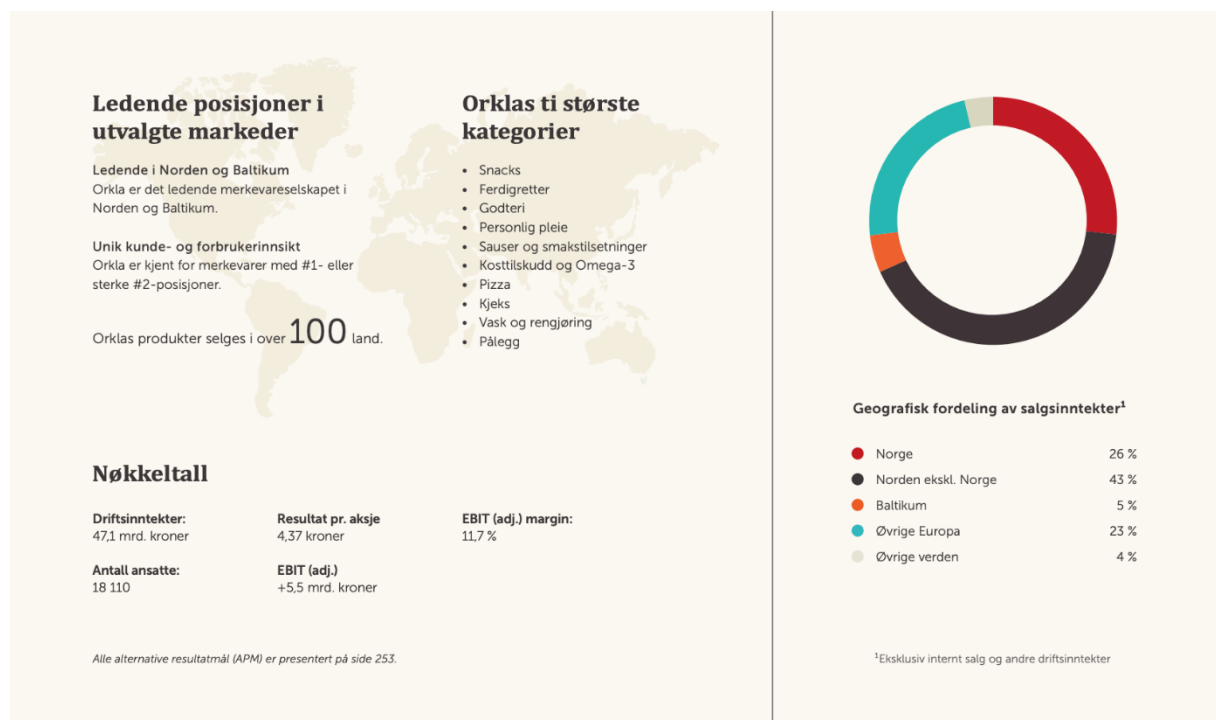 Ledende posisjoner i
utvalgte markeder
Ledende i Norden og Baltikum
Orkla er det ledende merkevareselskapet i
Norden og Baltikum.
Unik kunde- og forbrukerinnsikt
Orkla er kjent for merkevarer med #1- eller
sterke #2-posisjoner.
Orklas produkter selges i over 100 land.
Orklas ti største
kategorier
• Snacks
• Ferdigretter
• Godteri
• Personlig pleie
• Sauser og smakstilsetninger
• Kosttilskudd og Omega-3
• Pizza
• Kjeks
• Vask og rengjøring
• Pålegg
Nøkkeltall
Driftsinntekter:
47,1 mrd. kroner
Resultat pr. aksje
4,37 kroner
EBIT (adj.) margin:
11,7 %
Antall ansatte:
18 110
EBIT (adj.)
+5,5 mrd. kroner
Alle alternative resultatmål (APM) er presentert på side 253.
Geografisk fordeling av salgsinntekter¹
Norge 26 %
Norden ekskl. Norge 43 %
Baltikum 5 %
Øvrige Europa 23 %
Øvrige verden 4 %
¹Eksklusiv internt salg og andre driftsinntekter